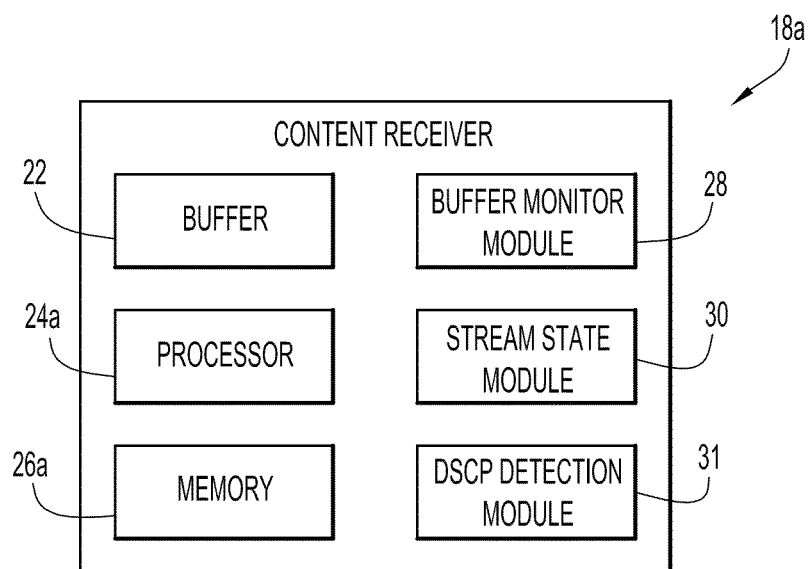 18a
CONTENT RECEIVER
22
BUFFER
BUFFER MONITOR
MODULE
28
24a
PROCESSOR
STREAM STATE
MODULE
30
26a
MEMORY
DSCP DETECTION
MODULE
31